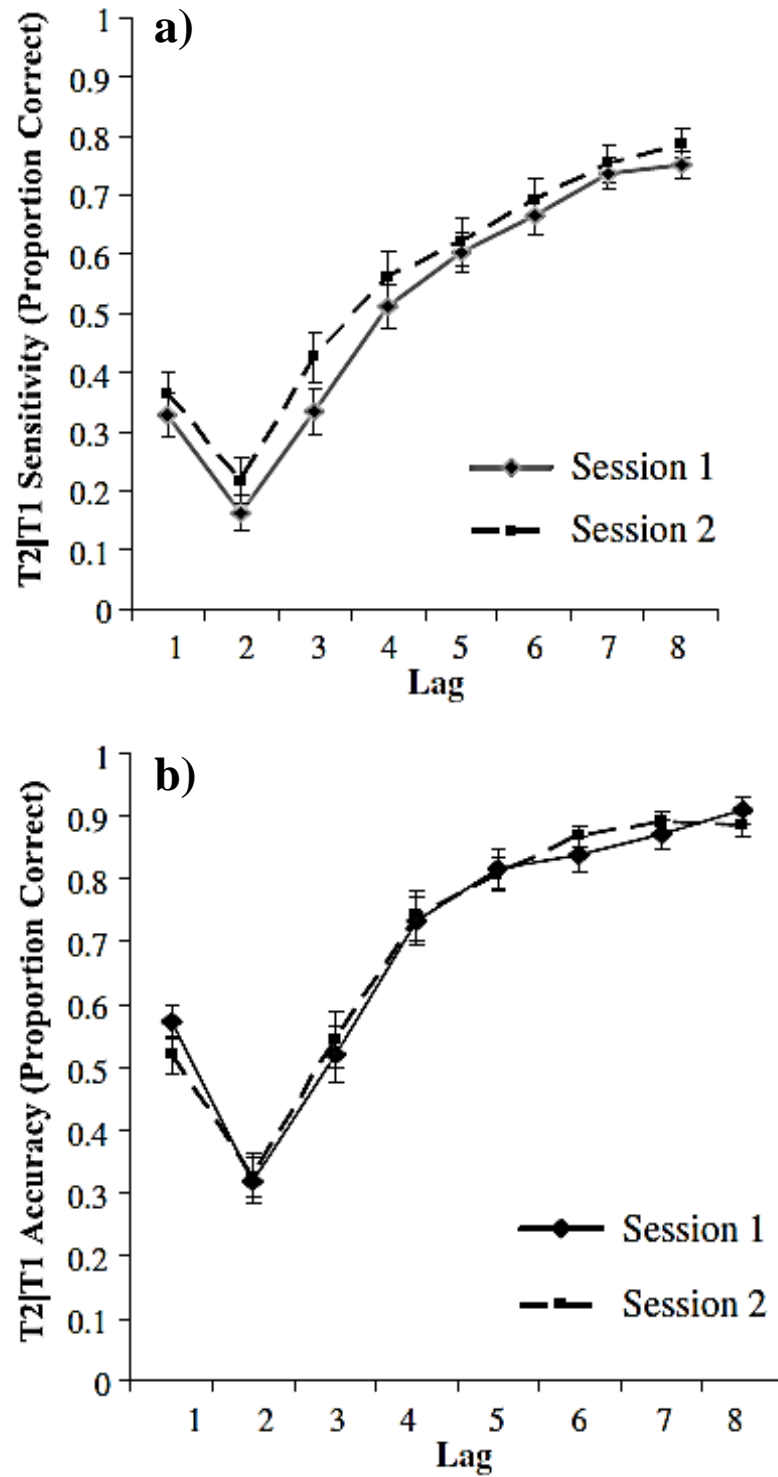 a)
T2|T1 Sensitivity (Proportion Correct)
1
0.9
0.8
0.7
0.6
0.5
0.4
0.3
0.2
0.1
0
Session 1
Session 2
1 2 3 4 5 6 7 8
Lag
b)
T2|T1 Accuracy (Proportion Correct)
1
0.9
0.8
0.7
0.6
0.5
0.4
0.3
0.2
0.1
0
Session 1
Session 2
1 2 3 4 5 6 7 8
Lag